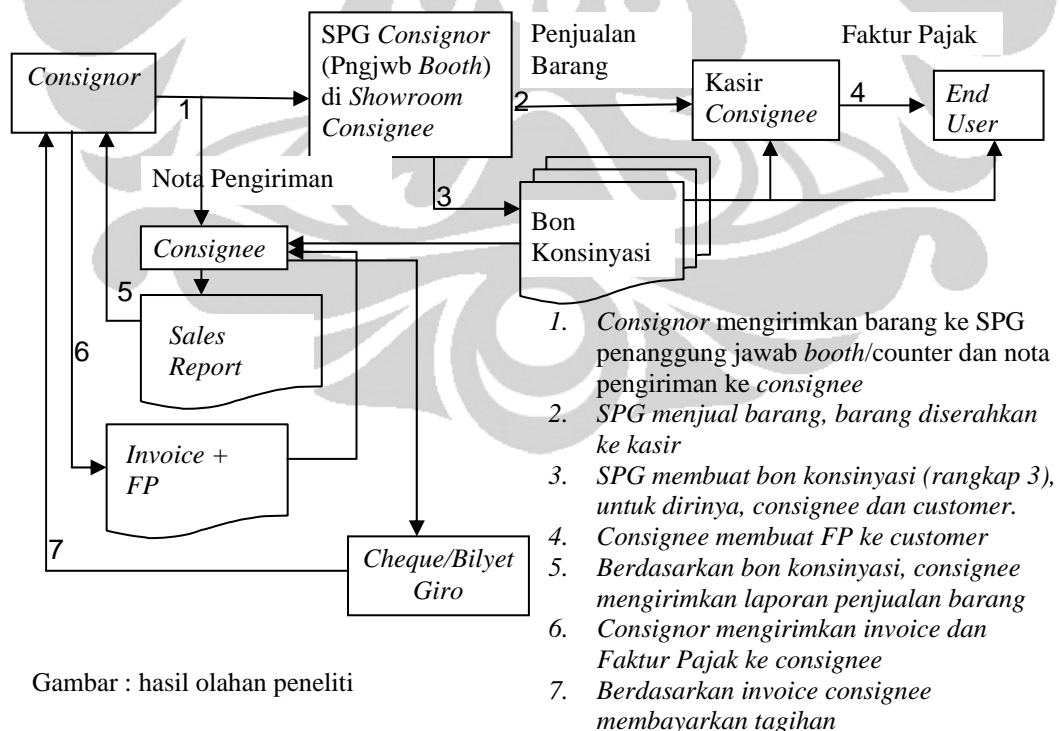 SPG Consignor
(Pngjwb Booth)
di Showroom
Consignee
Penjualan
Barang
Faktur Pajak
Consignor
Kasir
Consignee
End
User
1
2
4
Nota Pengiriman
3
Bon
Konsinyasi
Consignee
5
Sales
Report
6
Invoice +
FP
7
Cheque/Bilyet
Giro
1. Consignor mengirimkan barang ke SPG
penanggung jawab booth/counter dan nota
pengiriman ke consignee
2. SPG menjual barang, barang diserahkan
ke kasir
3. SPG membuat bon konsinyasi (rangkap 3),
untuk dirinya, consignee dan customer.
4. Consignee membuat FP ke customer
5. Berdasarkan bon konsinyasi, consignee
mengirimkan laporan penjualan barang
6. Consignor mengirimkan invoice dan
Faktur Pajak ke consignee
7. Berdasarkan invoice consignee
membayarkan tagihan
Gambar : hasil olahan peneliti